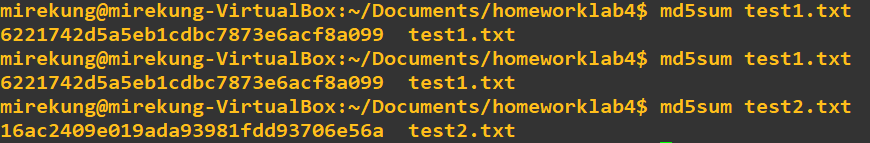 mirekung@mirekung-VirtualBox:~/Documents/homeworklab4$ md5sum test1.txt
6221742d5a5eb1cdbc7873e6acf8a099  test1.txt
mirekung@mirekung-VirtualBox:~/Documents/homeworklab4$ md5sum test1.txt
6221742d5a5eb1cdbc7873e6acf8a099  test1.txt
mirekung@mirekung-VirtualBox:~/Documents/homeworklab4$ md5sum test2.txt
16ac2409e019ada93981fdd93706e56a  test2.txt